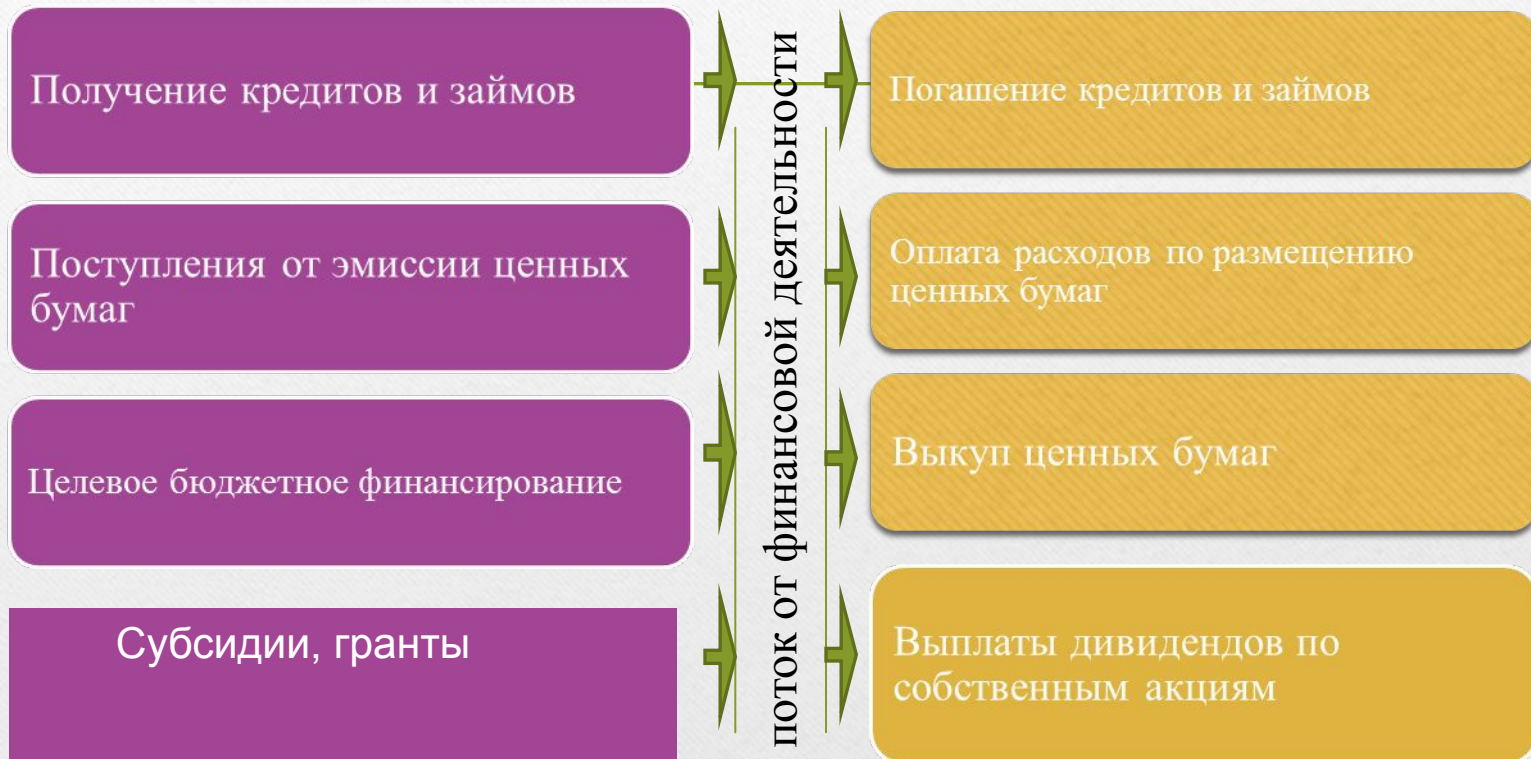 Получение кредитов и займов
Поступления от эмиссии ценных
бумаг
Целевое бюджетное финансирование
Субсидии, гранты
поток от финансовой деятельности
Погашение кредитов и займов
Оплата расходов по размещению
ценных бумаг
Выкуп ценных бумаг
Выплаты дивидендов по
собственным акциям